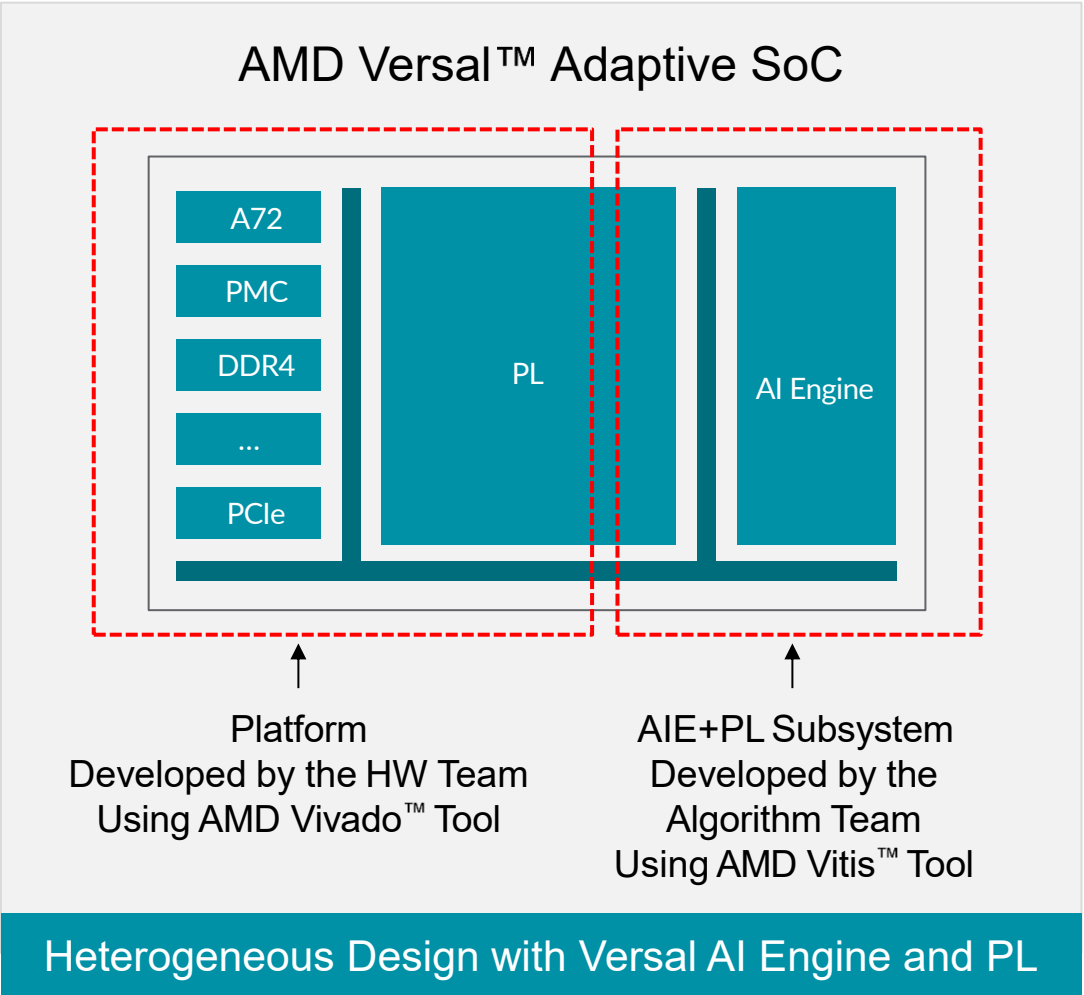 AMD Versal™ Adaptive SoC
A72
PMC
DDR4
...
PCIe
PL
AI Engine
Platform
Developed by the HW Team
Using AMD Vivado™ Tool
AIE+PL Subsystem
Developed by the
Algorithm Team
Using AMD Vitis™ Tool
Heterogeneous Design with Versal AI Engine and PL